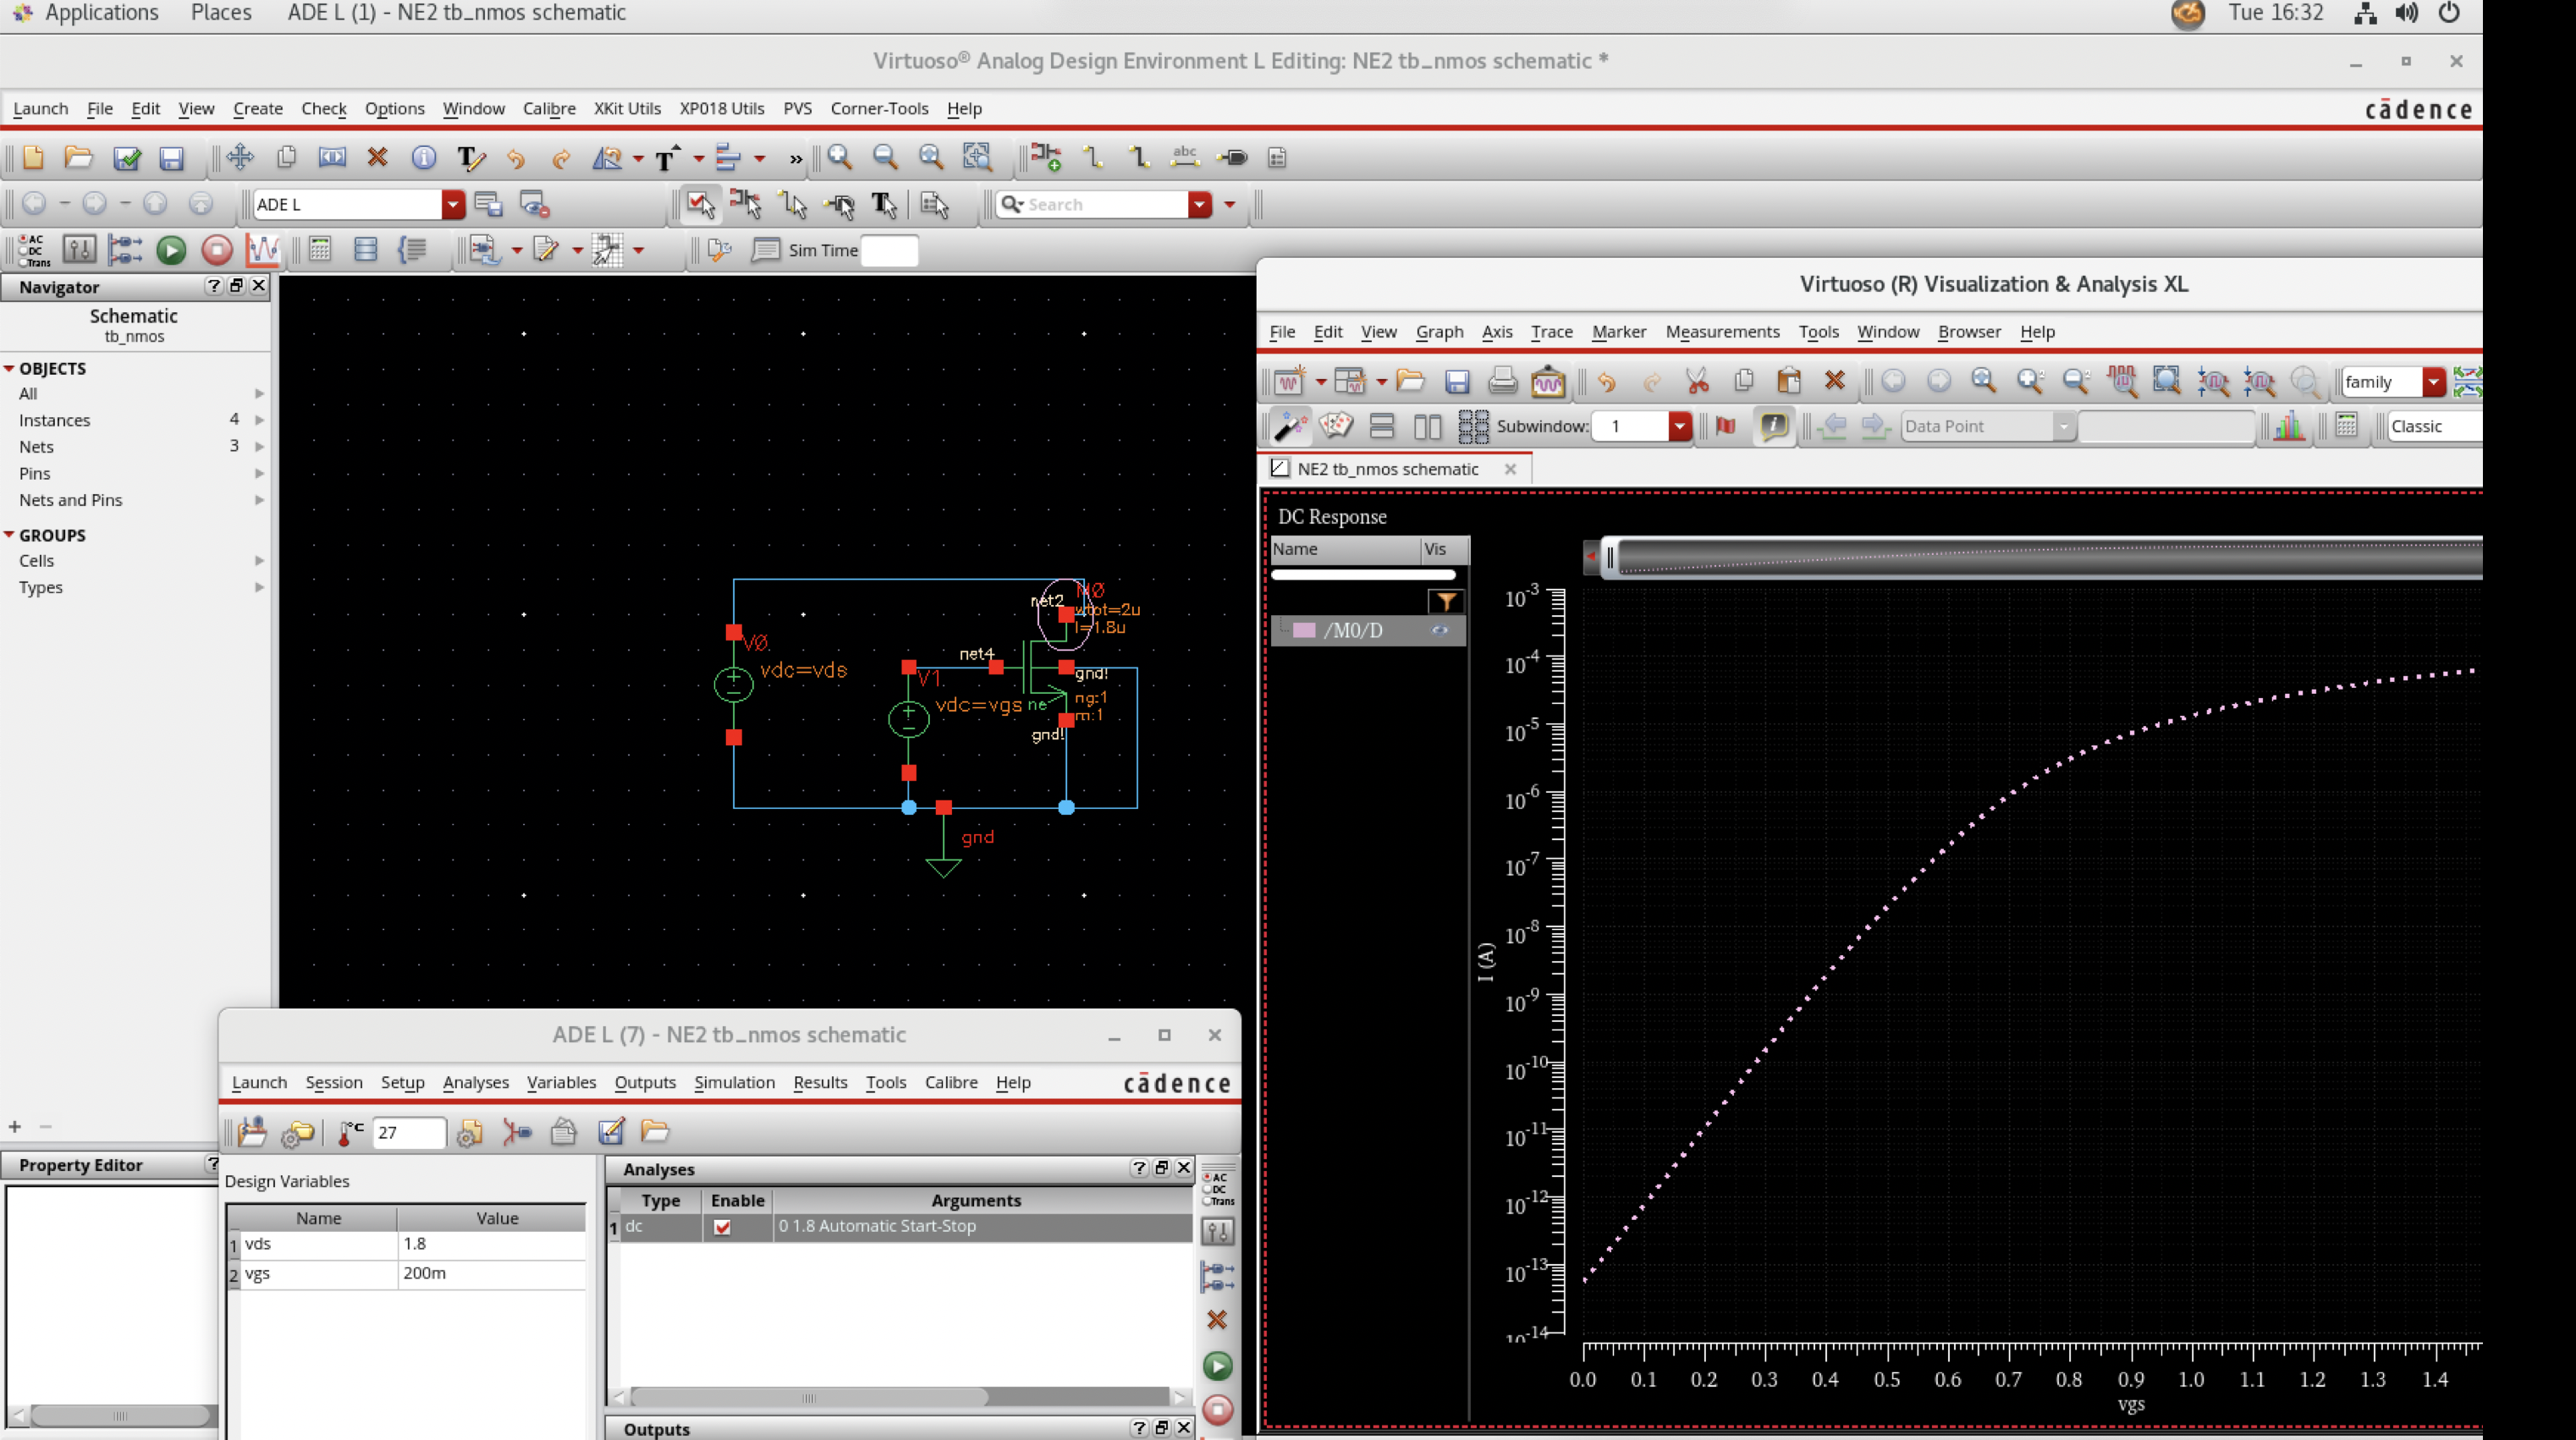 Applications Places ADE L (1) - NE2 tb_nmos schematic Tue 16:32
Virtuoso® Analog Design Environment L Editing: NE2 tb_nmos schematic *
Launch File Edit View Create Check Options Window Calibre XKit Utils XP018 Utils PVS Corner-Tools Help cādence
abc
ADE L Search
AC
DC
Trans
Sim Time
Navigator
Schematic
tb_nmos
OBJECTS
All
Instances 4
Nets 3
Pins
Nets and Pins
GROUPS
Cells
Types
Property Editor
M0
net2
wtot=2u
l=1.8u
V0
vdc=vds
net4
V1
gnd!
vdc=vgs
ne
ng:1
m:1
gnd!
gnd
ADE L (7) - NE2 tb_nmos schematic
Launch Session Setup Analyses Variables Outputs Simulation Results Tools Calibre Help cādence
°C 27
Design Variables
Name Value
1 vds 1.8
2 vgs 200m
Analyses
Type Enable Arguments
1 dc 0 1.8 Automatic Start-Stop
AC
DC
Trans
Outputs
Virtuoso (R) Visualization & Analysis XL
File Edit View Graph Axis Trace Marker Measurements Tools Window Browser Help
family
Subwindow: 1 Data Point Classic
NE2 tb_nmos schematic
DC Response
Name Vis
/M0/D
10-3
10-4
10-5
10-6
10-7
10-8
10-9
10-10
10-11
10-12
10-13
10-14
I (A)
0.0 0.1 0.2 0.3 0.4 0.5 0.6 0.7 0.8 0.9 1.0 1.1 1.2 1.3 1.4
vgs